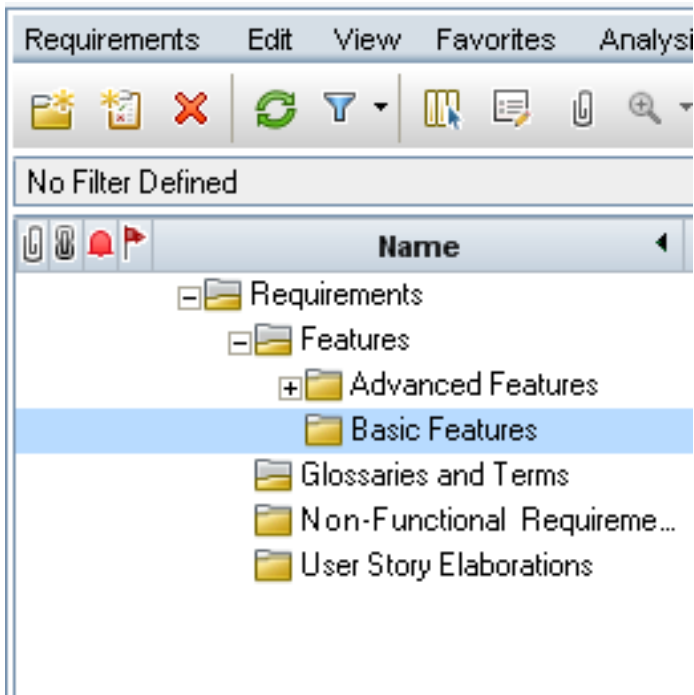 Requirements Edit View Favorites Analysi
No Filter Defined
Name
Requirements
Features
Advanced Features
Basic Features
Glossaries and Terms
Non-Functional Requireme...
User Story Elaborations